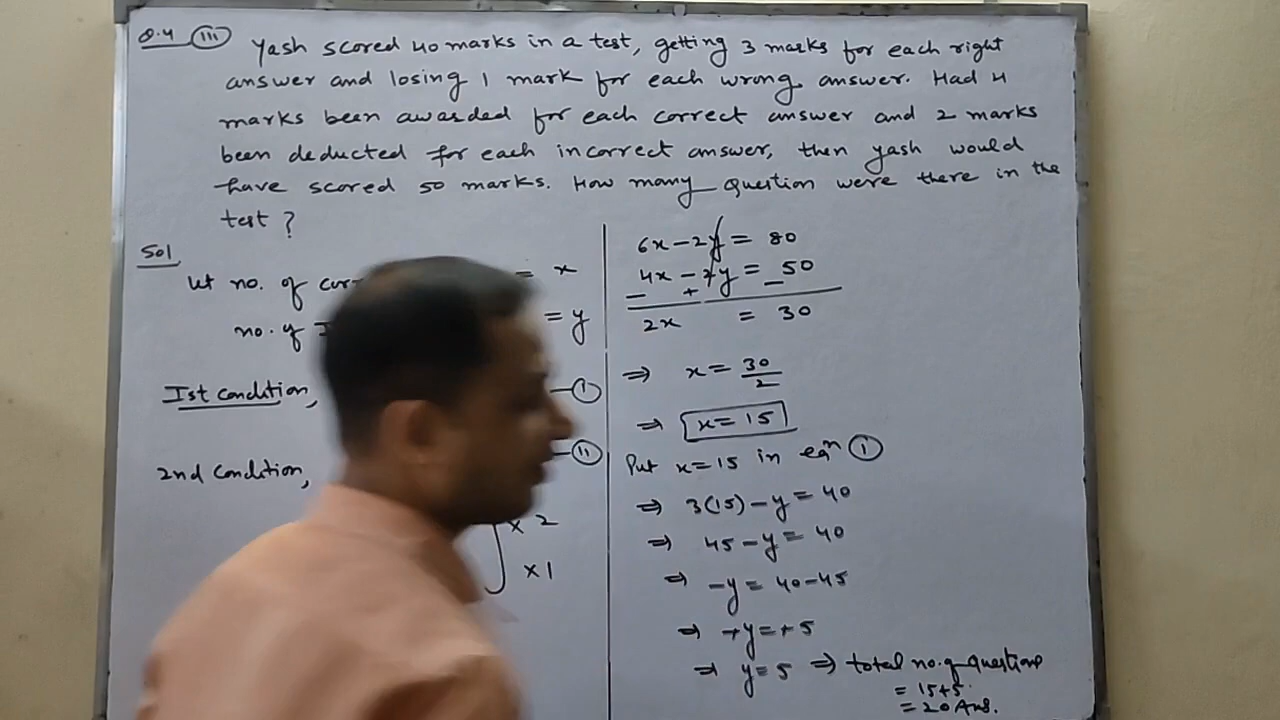 Q.4 (iii) Yash scored 40 marks in a test, getting 3 marks for each right
answer and losing 1 mark for each wrong answer. Had 4
marks been awarded for each correct answer and 2 marks
been deducted for each incorrect answer, then yash would
have scored 50 marks. How many question were there in the
test?
Sol
let no. of = x
no. of = y
Ist condition, — (I)
2nd condition, — (II)
x 2
x 1
6x - 2y = 80
4x - 2y = 50
- + -
2x = 30
⇒ x = 30/2
⇒ x = 15
Put x = 15 in eqn (I)
⇒ 3(15) - y = 40
⇒ 45 - y = 40
⇒ -y = 40 - 45
⇒ +y = +5
⇒ y = 5 ⇒ total no. of questions
= 15+5
= 20 Ans.